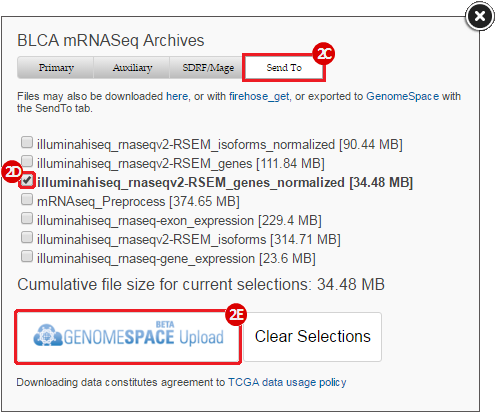 BLCA mRNASeq Archives
2C
Primary Auxiliary SDRF/Mage Send To
Files may also be downloaded here, or with firehose_get, or exported to GenomeSpace with
the SendTo tab.
illuminahiseq_rnaseqv2-RSEM_isoforms_normalized [90.44 MB]
illuminahiseq_rnaseqv2-RSEM_genes [111.84 MB]
2D
illuminahiseq_rnaseqv2-RSEM_genes_normalized [34.48 MB]
mRNAseq_Preprocess [374.65 MB]
illuminahiseq_rnaseq-exon_expression [229.4 MB]
illuminahiseq_rnaseqv2-RSEM_isoforms [314.71 MB]
illuminahiseq_rnaseq-gene_expression [23.6 MB]
Cumulative file size for current selections: 34.48 MB
2E
BETA
GENOMESPACE Upload Clear Selections
Downloading data constitutes agreement to TCGA data usage policy